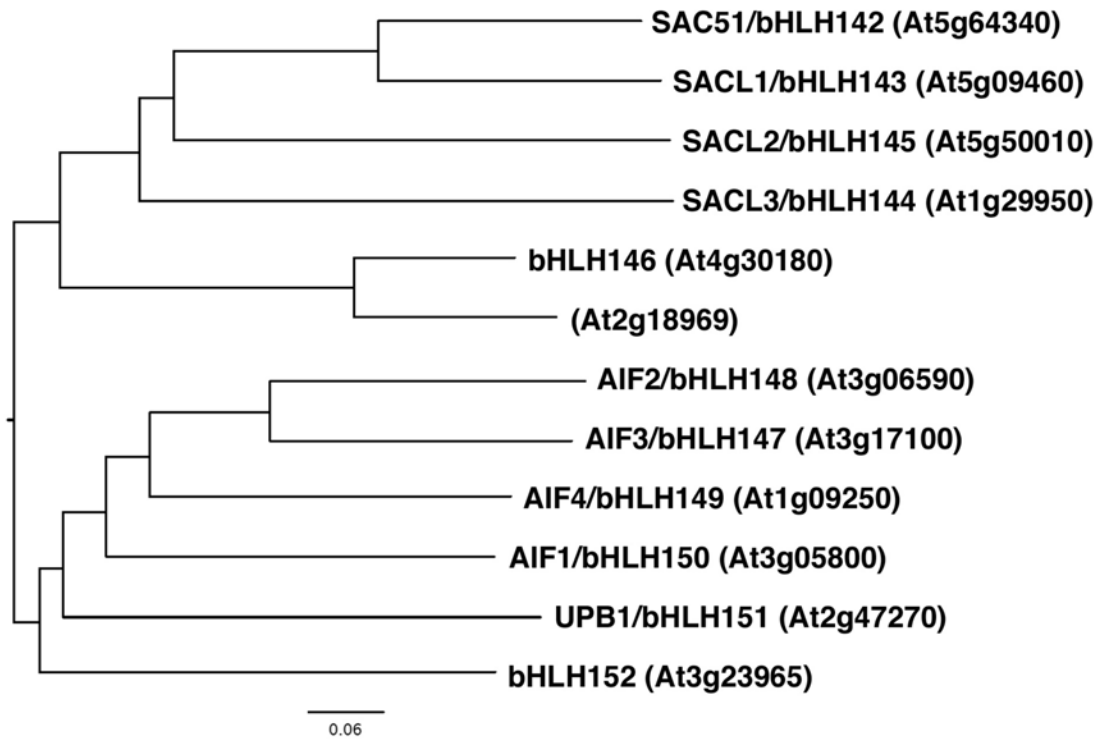 SAC51/bHLH142 (At5g64340)
SACL1/bHLH143 (At5g09460)
SACL2/bHLH145 (At5g50010)
SACL3/bHLH144 (At1g29950)
bHLH146 (At4g30180)
(At2g18969)
AIF2/bHLH148 (At3g06590)
AIF3/bHLH147 (At3g17100)
AIF4/bHLH149 (At1g09250)
AIF1/bHLH150 (At3g05800)
UPB1/bHLH151 (At2g47270)
bHLH152 (At3g23965)
0.06